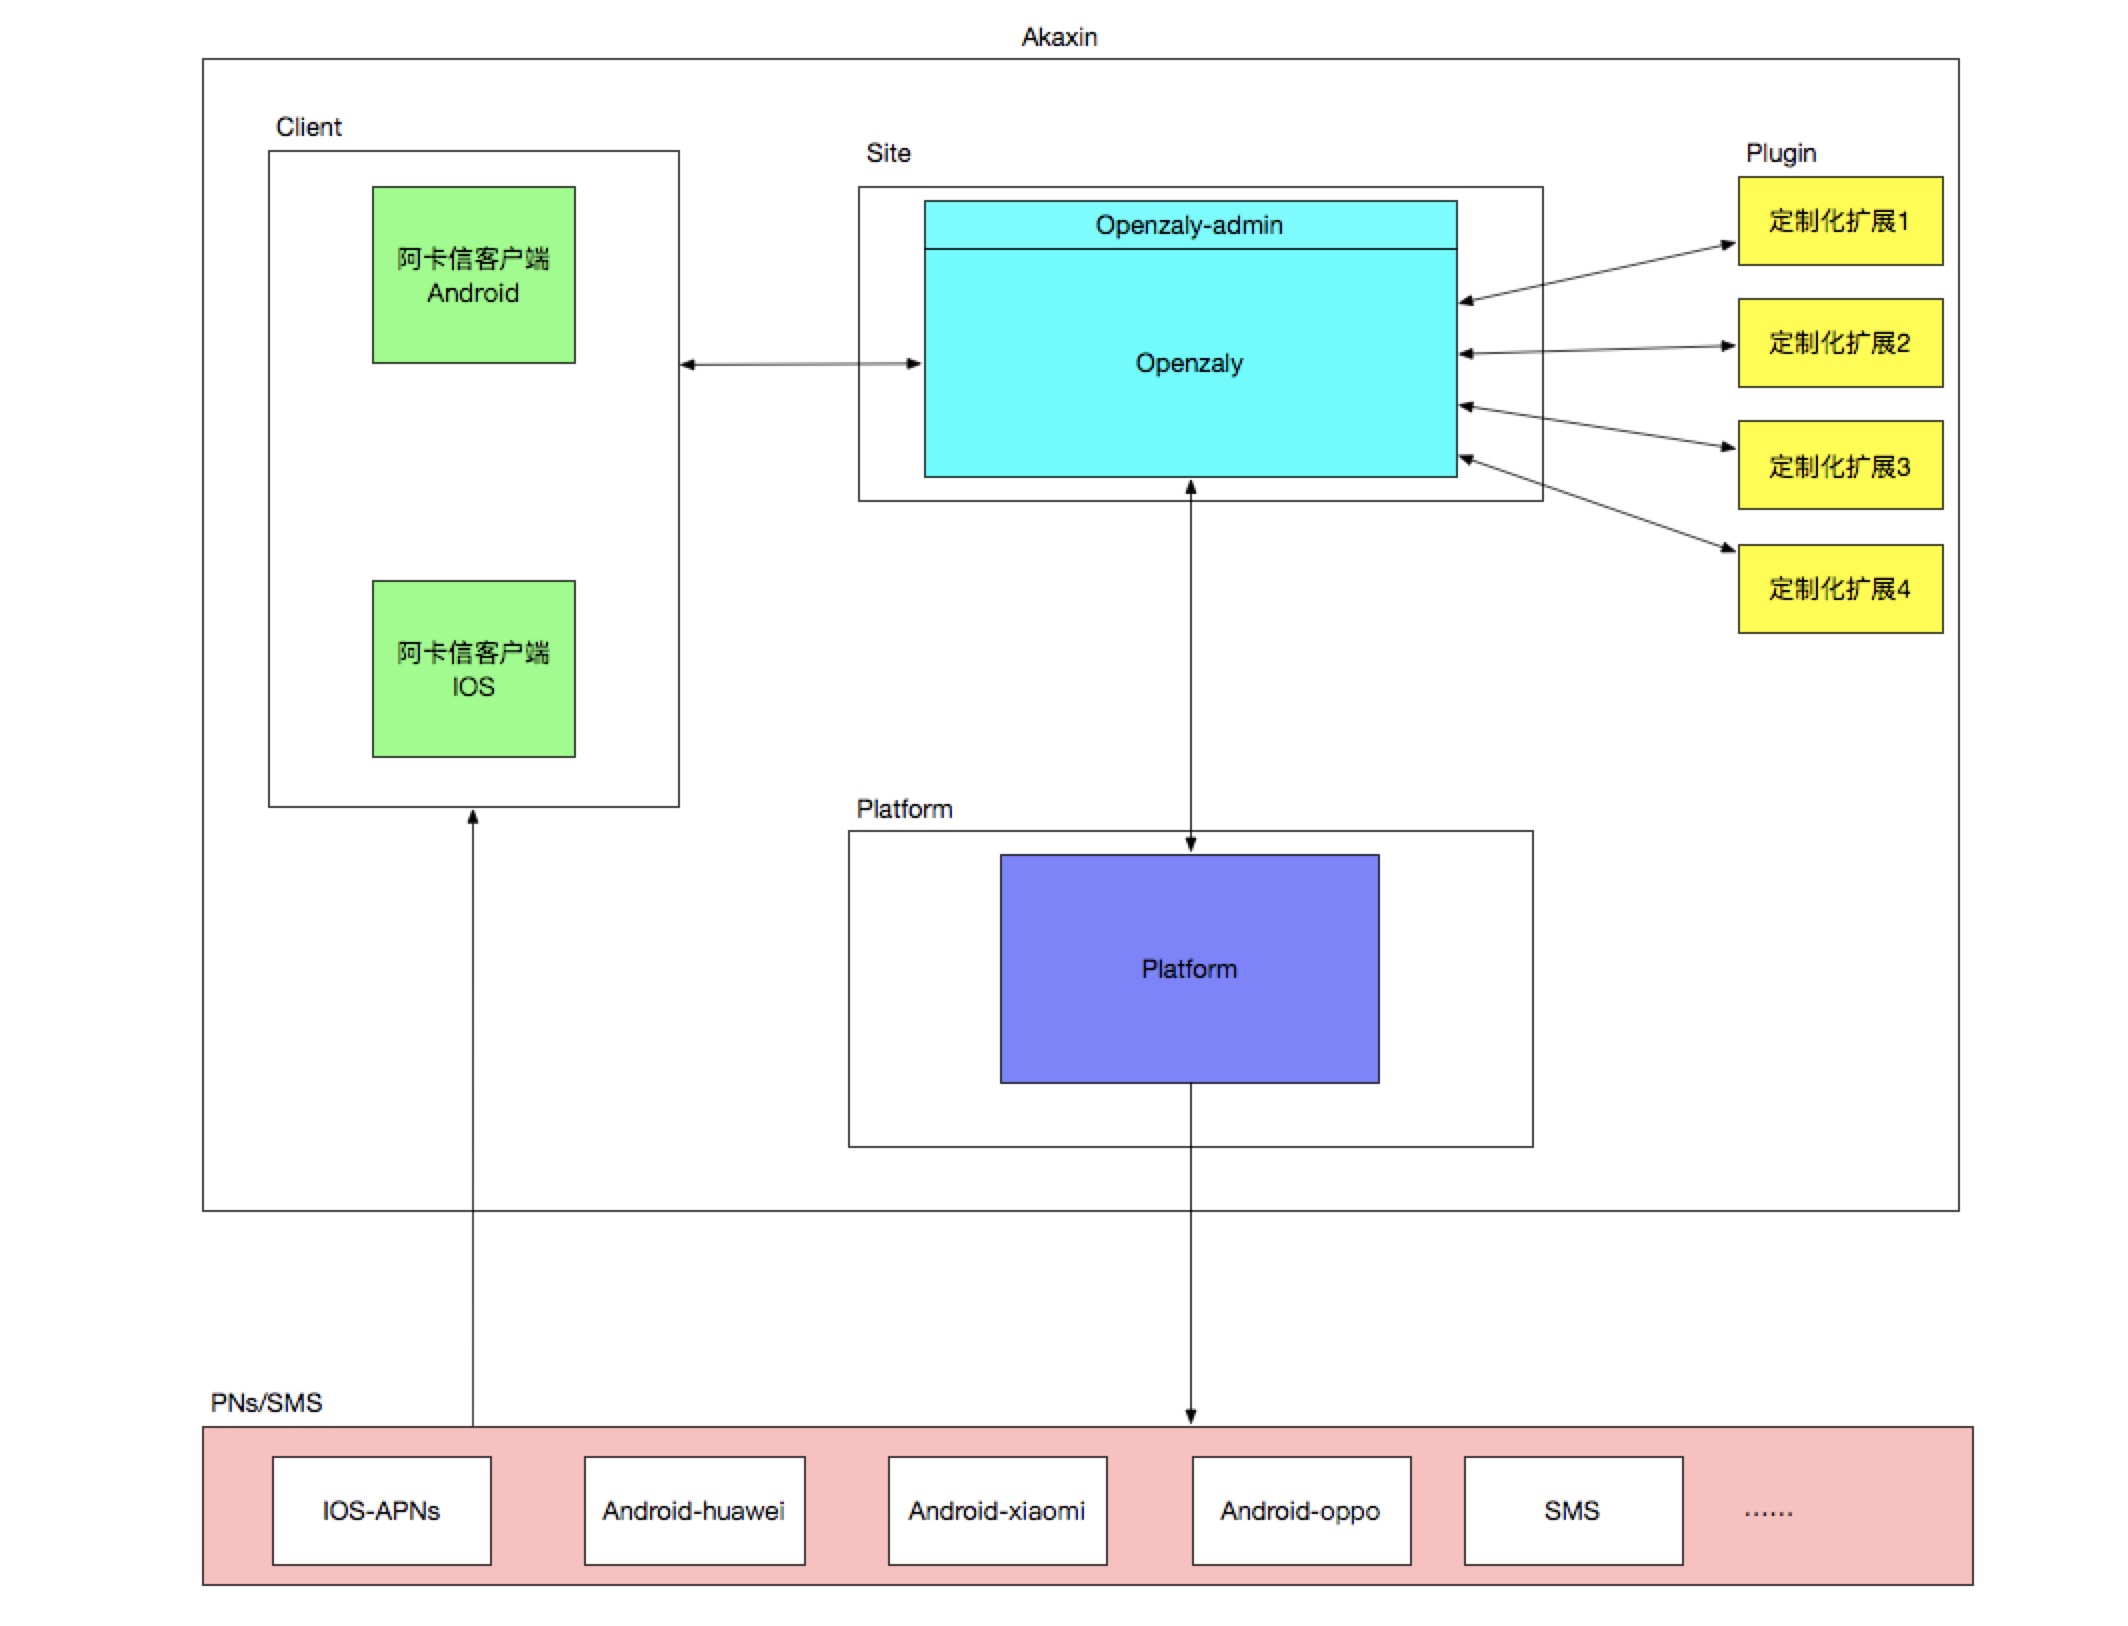 Akaxin
Client
阿卡信客户端
Android
阿卡信客户端
IOS
Site
Openzaly-admin
Openzaly
Plugin
定制化扩展1
定制化扩展2
定制化扩展3
定制化扩展4
Platform
Platform
PNs/SMS
IOS-APNs
Android-huawei
Android-xiaomi
Android-oppo
SMS
······